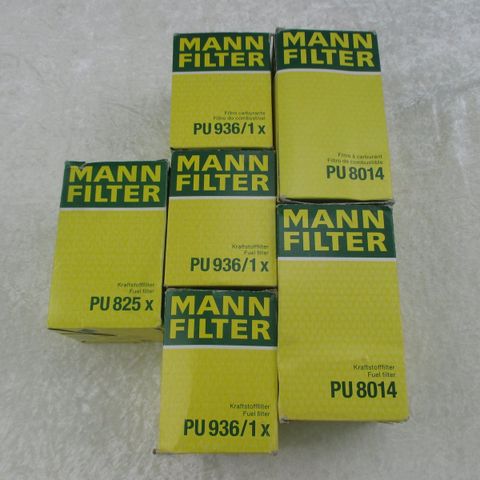 MANN
FILTER
Filtro carburante
Filtro de combustible
PU 936/1 x
MANN
FILTER
Filtre à carburant
Filtro de combustible
PU 8014
MANN
FILTER
Kraftstofffilter
Fuel filter
PU 825 x
MANN
FILTER
Kraftstofffilter
Fuel filter
PU 936/1 x
MANN
FILTER
Kraftstofffilter
Fuel filter
PU 8014
MANN
FILTER
Kraftstofffilter
Fuel filter
PU 936/1 x